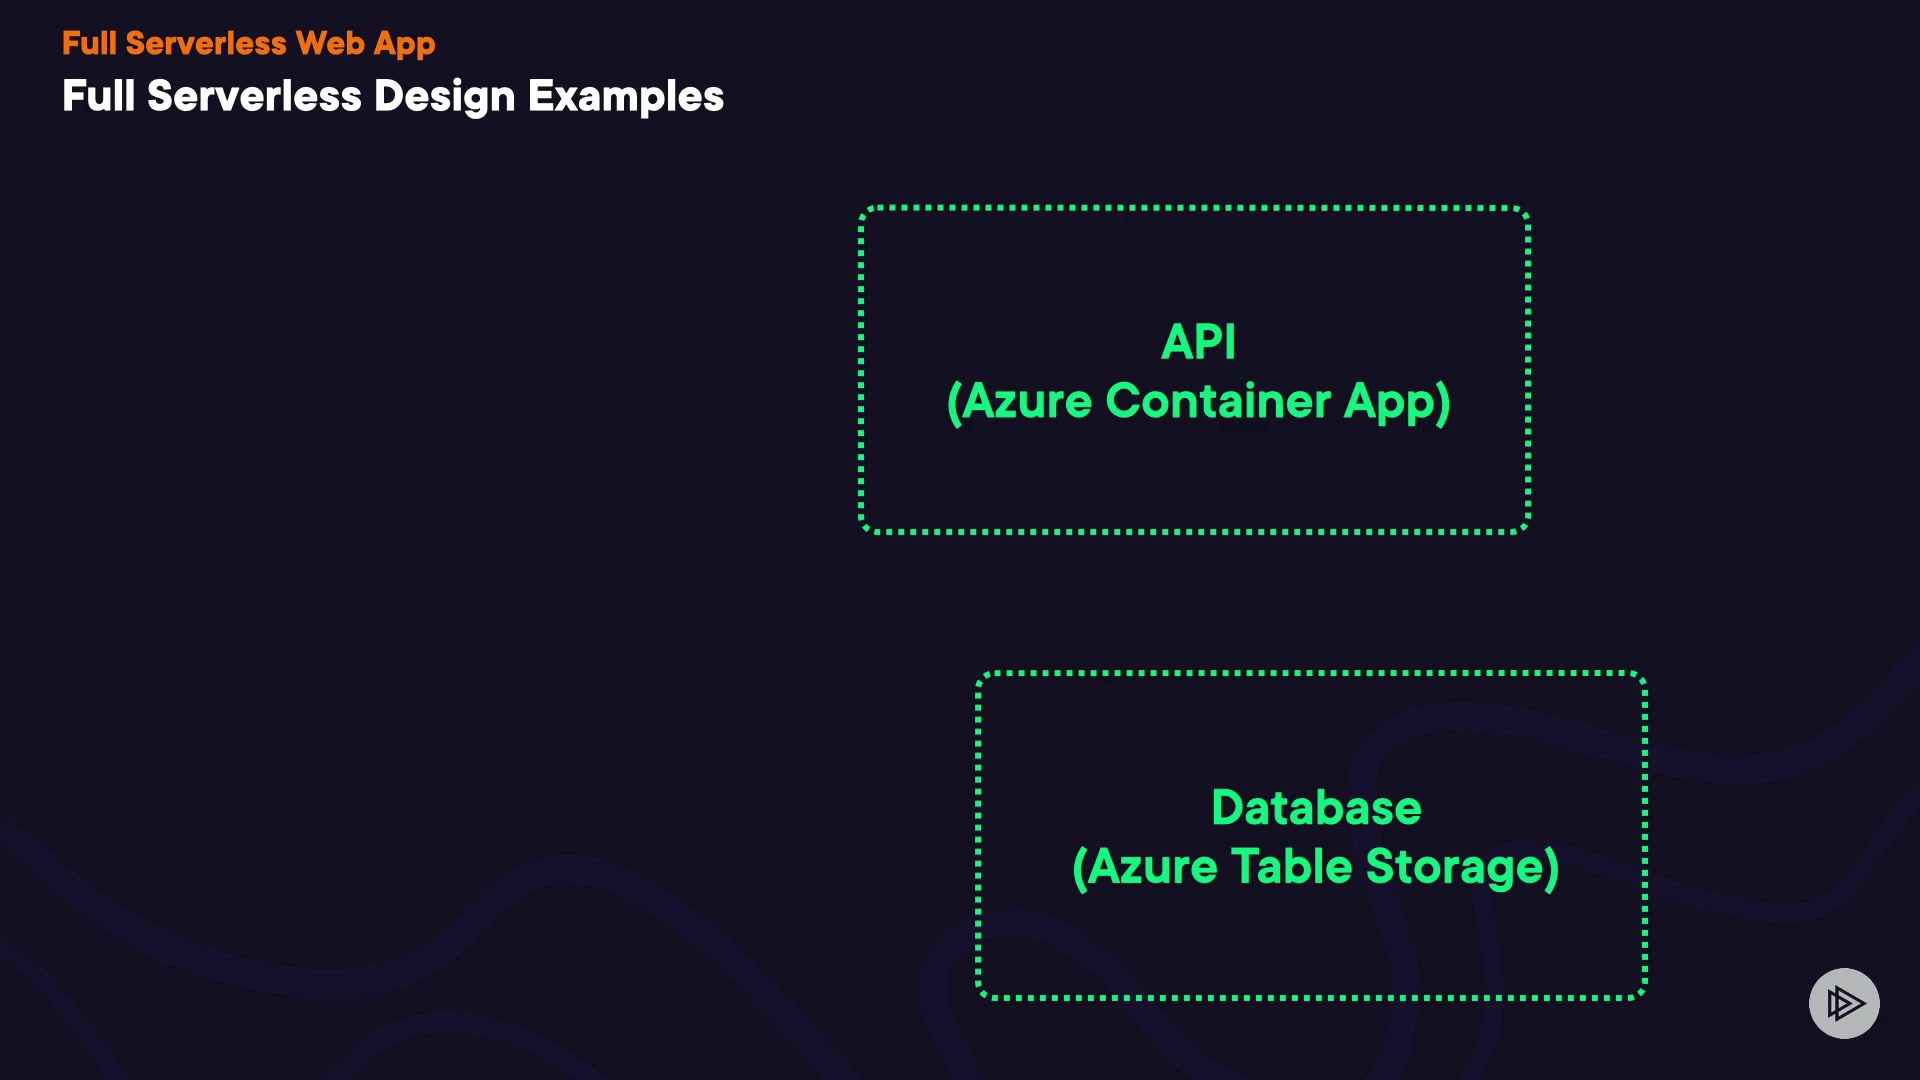 Full Serverless Web App
Full Serverless Design Examples
API
(Azure Container App)
Database
(Azure Table Storage)